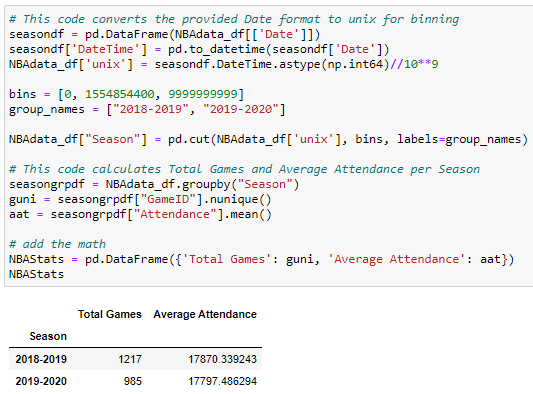 # This code converts the provided Date format to unix for binning
seasondf = pd.DataFrame(NBAdata_df[['Date']])
seasondf['DateTime'] = pd.to_datetime(seasondf['Date'])
NBAdata_df['unix'] = seasondf.DateTime.astype(np.int64)//10**9
bins = [0, 1554854400, 9999999999]
group_names = ["2018-2019", "2019-2020"]
NBAdata_df["Season"] = pd.cut(NBAdata_df['unix'], bins, labels=group_names)
# This code calculates Total Games and Average Attendance per Season
seasongrpdf = NBAdata_df.groupby("Season")
guni = seasongrpdf["GameID"].nunique()
aat = seasongrpdf["Attendance"].mean()
# add the math
NBAStats = pd.DataFrame({'Total Games': guni, 'Average Attendance': aat})
NBAStats
Total Games Average Attendance
Season
2018-2019 1217 17870.339243
2019-2020 985 17797.486294